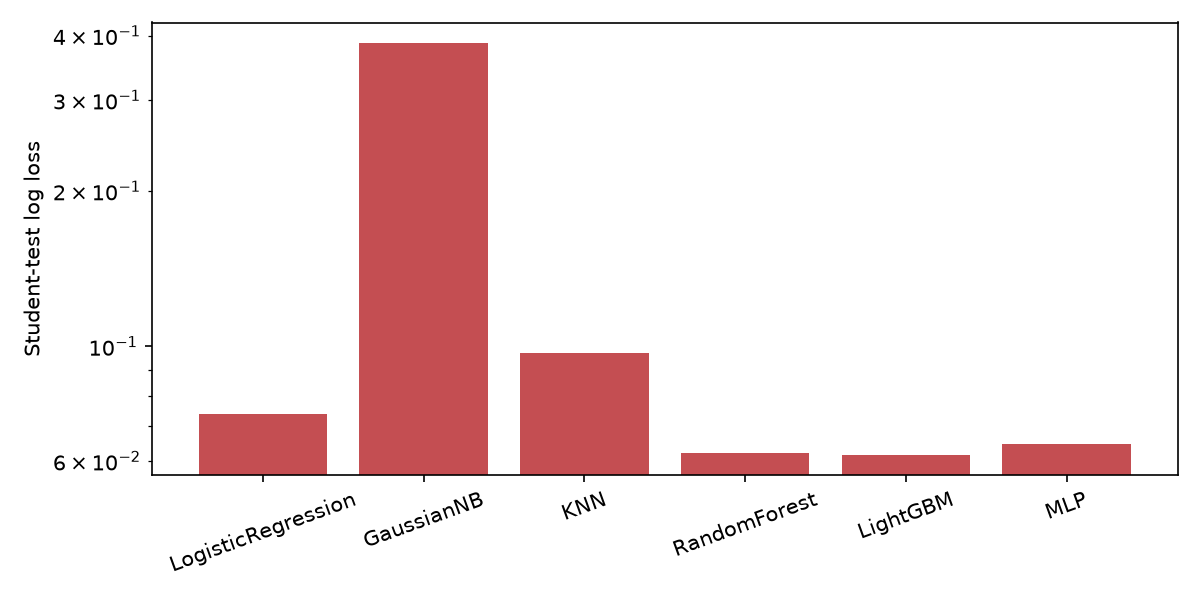 Student-test log loss
4 × 10⁻¹
3 × 10⁻¹
2 × 10⁻¹
10⁻¹
6 × 10⁻²
LogisticRegression
GaussianNB
KNN
RandomForest
LightGBM
MLP